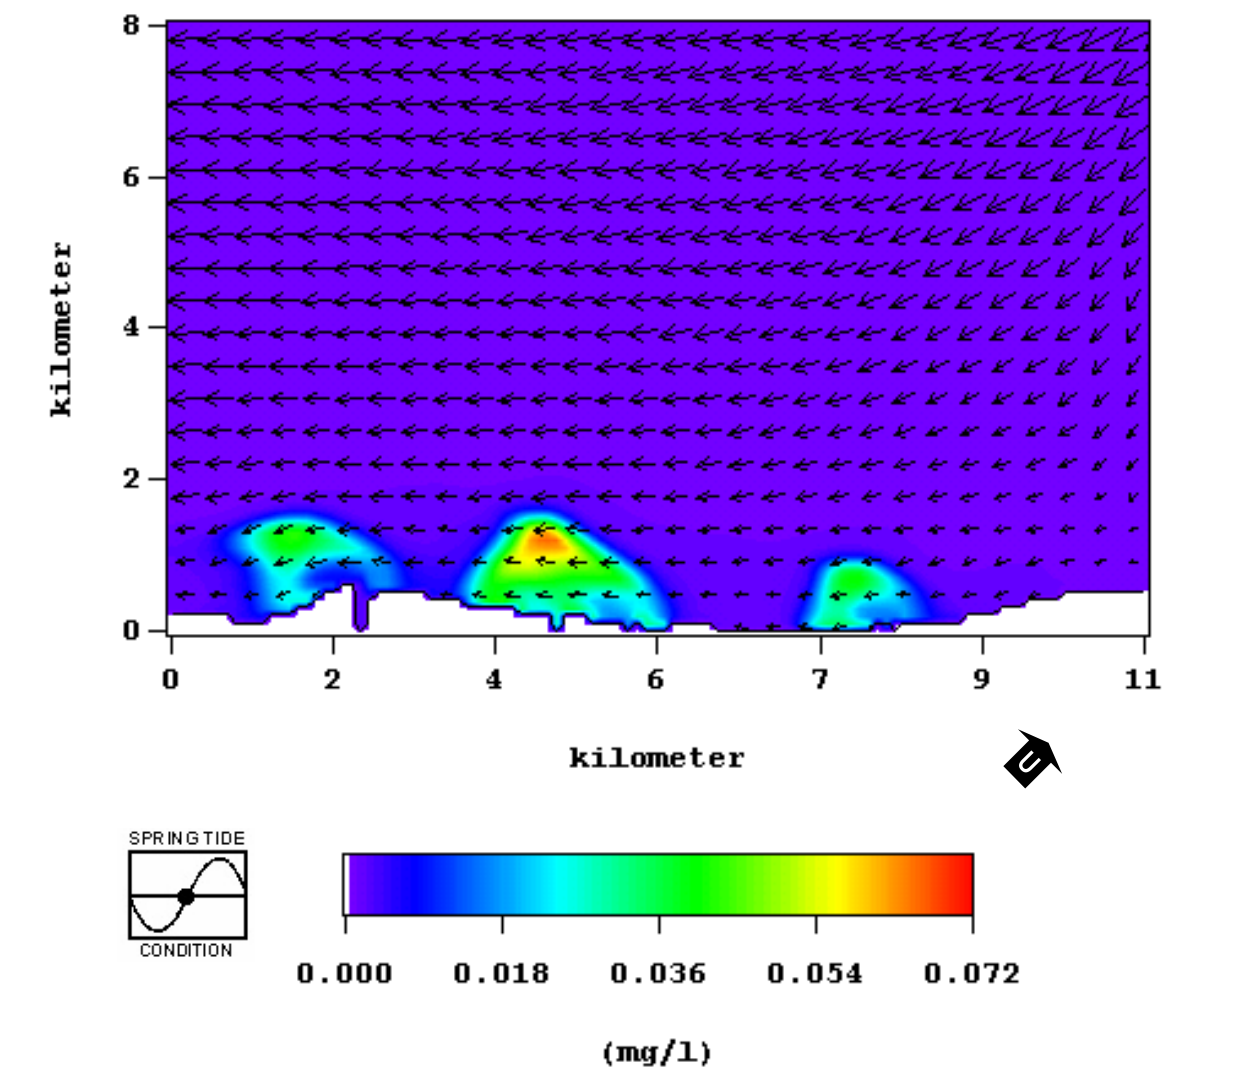 8
6
4
2
0
kilometer
0 2 4 6 7 9 11
kilometer
U
SPRING TIDE
CONDITION
0.000 0.018 0.036 0.054 0.072
(mg/l)